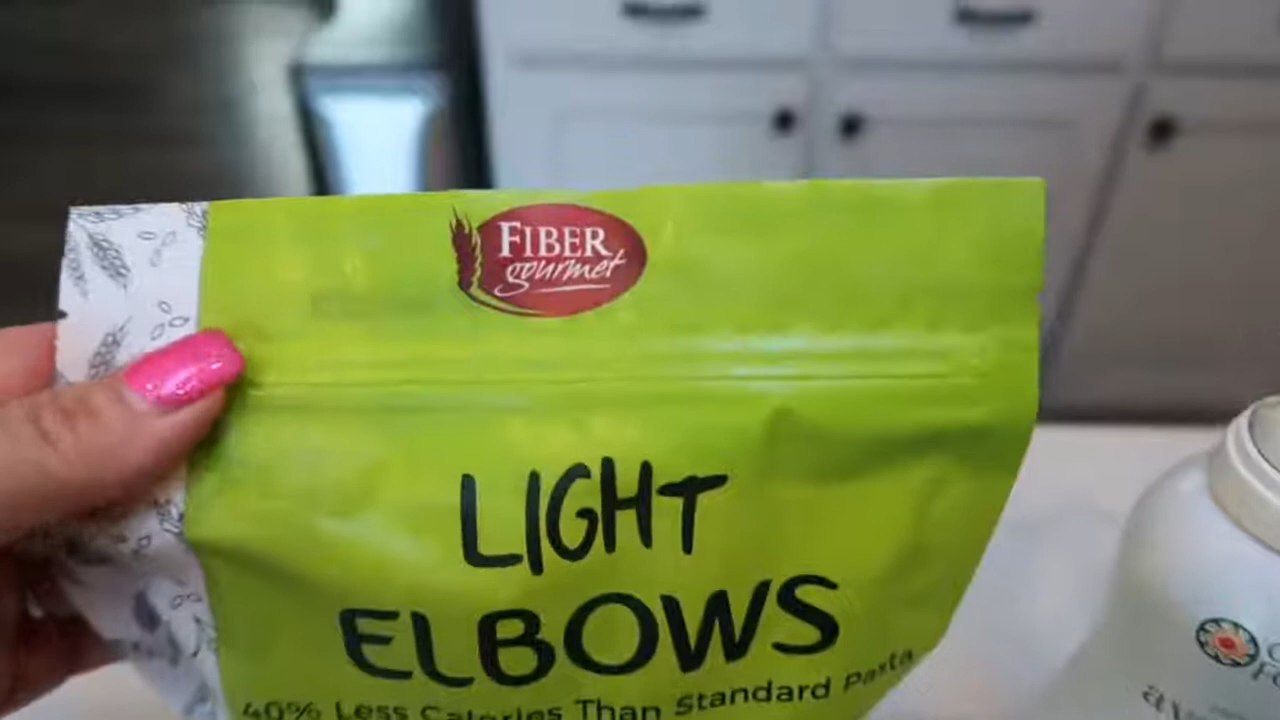 FIBER
gourmet
LIGHT
ELBOWS
40% Less Calories Than Standard Pasta